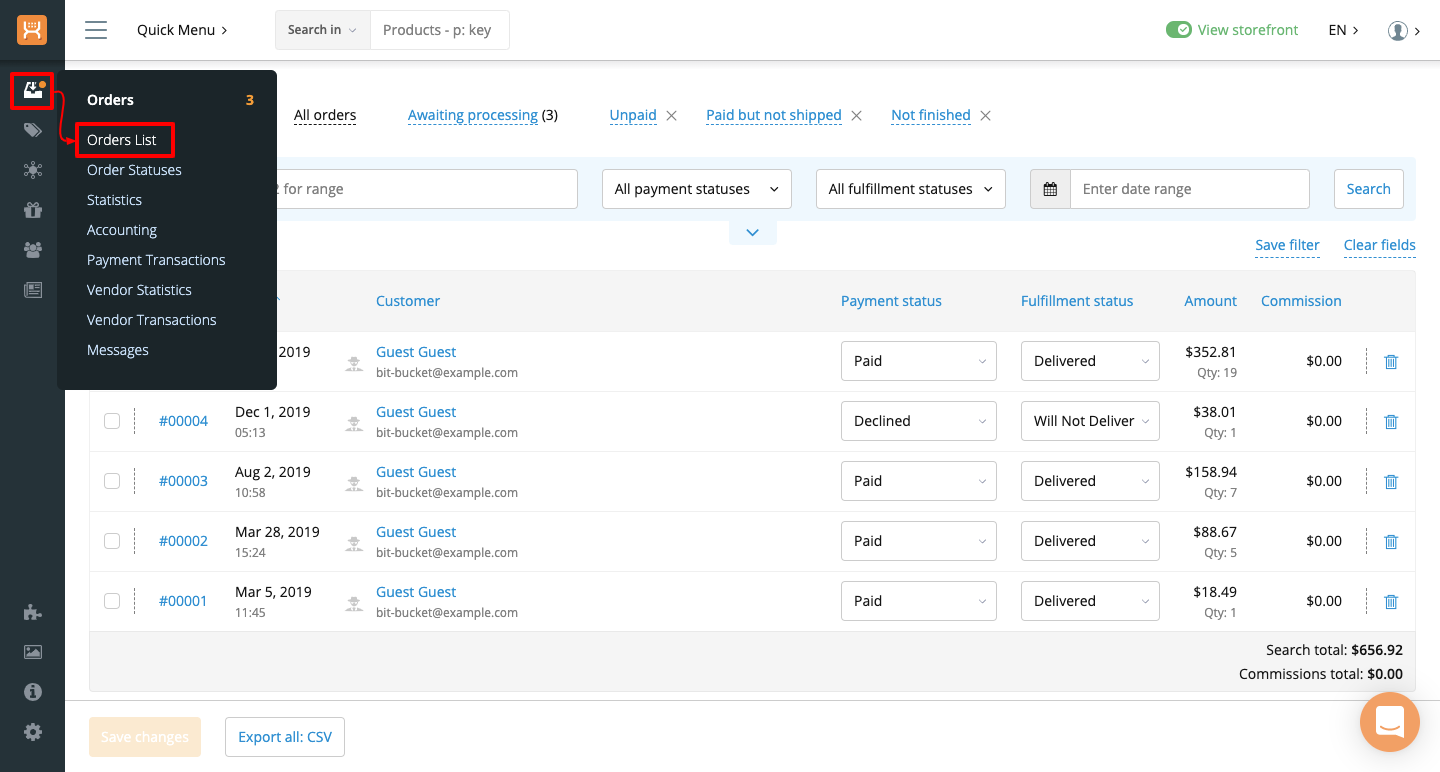 Quick Menu
Search in
Products - p: key
View storefront
EN
Orders 3
Orders List
Order Statuses
Statistics
Accounting
Payment Transactions
Vendor Statistics
Vendor Transactions
Messages
All orders
Awaiting processing (3)
Unpaid
Paid but not shipped
Not finished
2 for range
All payment statuses
All fulfillment statuses
Enter date range
Search
Save filter
Clear fields
Customer
Payment status
Fulfillment status
Amount
Commission
2019
Guest Guest
bit-bucket@example.com
Paid
Delivered
$352.81
Qty: 19
$0.00
#00004
Dec 1, 2019
05:13
Guest Guest
bit-bucket@example.com
Declined
Will Not Deliver
$38.01
Qty: 1
$0.00
#00003
Aug 2, 2019
10:58
Guest Guest
bit-bucket@example.com
Paid
Delivered
$158.94
Qty: 7
$0.00
#00002
Mar 28, 2019
15:24
Guest Guest
bit-bucket@example.com
Paid
Delivered
$88.67
Qty: 5
$0.00
#00001
Mar 5, 2019
11:45
Guest Guest
bit-bucket@example.com
Paid
Delivered
$18.49
Qty: 1
$0.00
Search total: $656.92
Commissions total: $0.00
Save changes
Export all: CSV